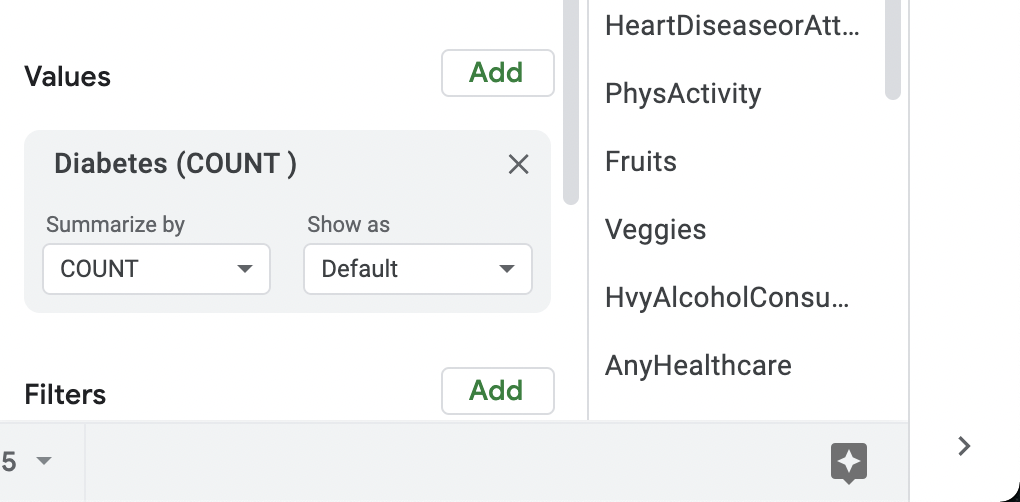 Values
Add
Diabetes (COUNT )
Summarize by
Show as
COUNT
Default
Filters
Add
5
HeartDiseaseorAtt...
PhysActivity
Fruits
Veggies
HvyAlcoholConsu...
AnyHealthcare